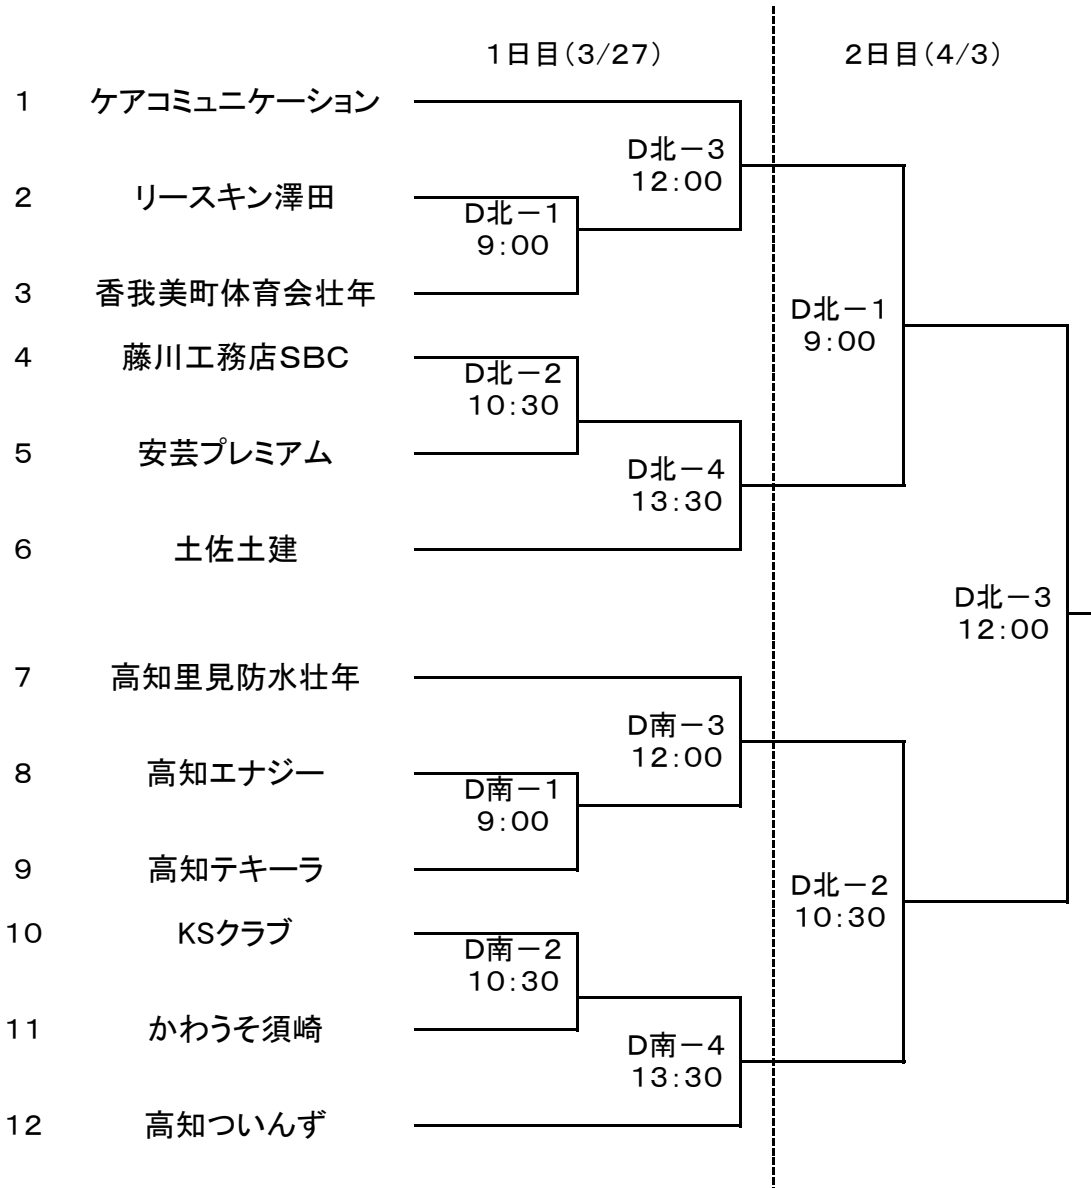 1日目(3/27)
2日目(4/3)
1 ケアコミュニケーション
D北－3
12:00
2 リースキン澤田
D北－1
9:00
3 香我美町体育会壮年
D北－1
9:00
4 藤川工務店SBC
D北－2
10:30
5 安芸プレミアム
D北－4
13:30
6 土佐土建
D北－3
12:00
7 高知里見防水壮年
D南－3
12:00
8 高知エナジー
D南－1
9:00
9 高知テキーラ
D北－2
10:30
10 KSクラブ
D南－2
10:30
11 かわうそ須崎
D南－4
13:30
12 高知ついんず